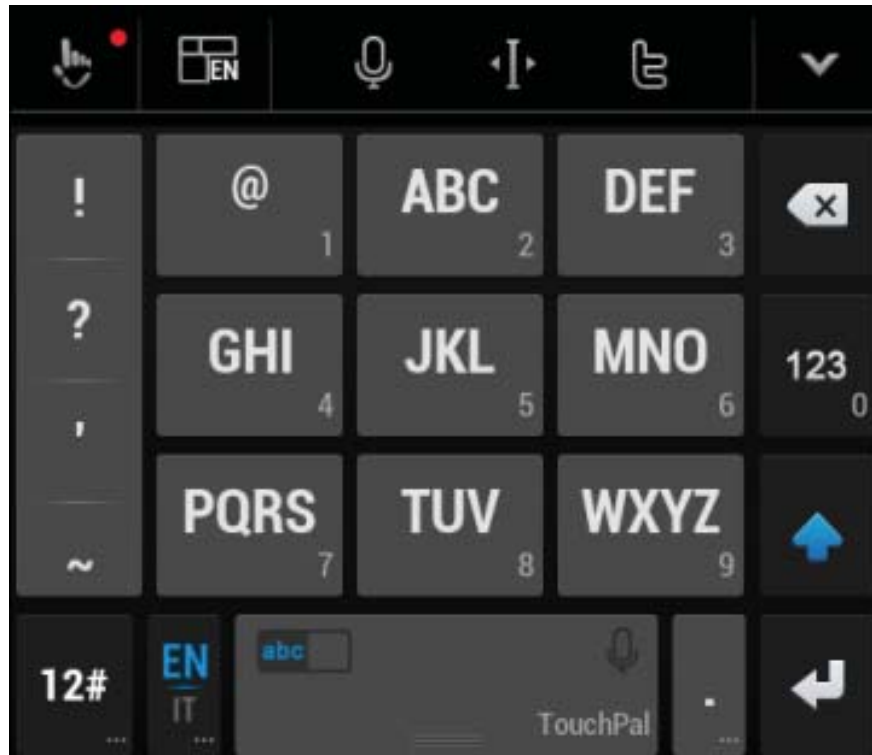 EN
! @ 1 ABC 2 DEF 3
? GHI 4 JKL 5 MNO 6 123 0
, PQRS 7 TUV 8 WXYZ 9
~
12# ... EN IT ... abc TouchPal . ...